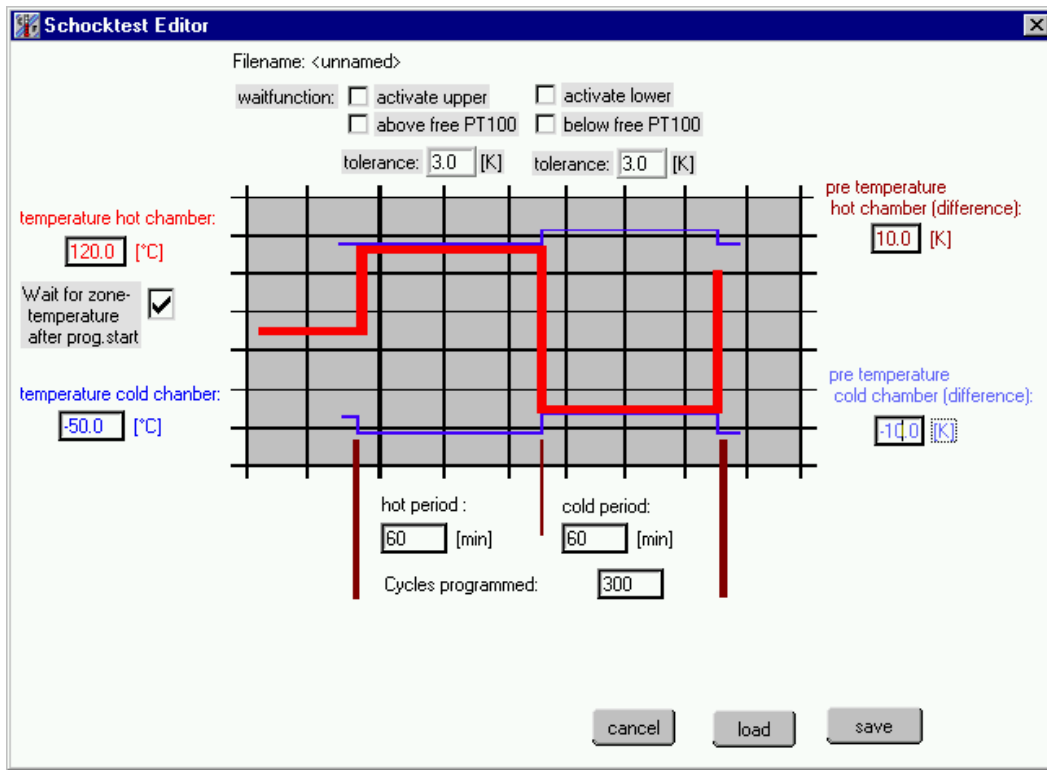 Schocktest Editor
Filename: <unnamed>
waitfunction: activate upper activate lower
above free PT100 below free PT100
tolerance: 3.0 [K] tolerance: 3.0 [K]
pre temperature
hot chamber (difference):
10.0 [K]
temperature hot chamber:
120.0 [°C]
Wait for zone-
temperature
after prog.start
temperature cold chanber:
-50.0 [°C]
pre temperature
cold chamber (difference):
-10.0 [K]
hot period : cold period:
60 [min] 60 [min]
Cycles programmed: 300
cancel load save